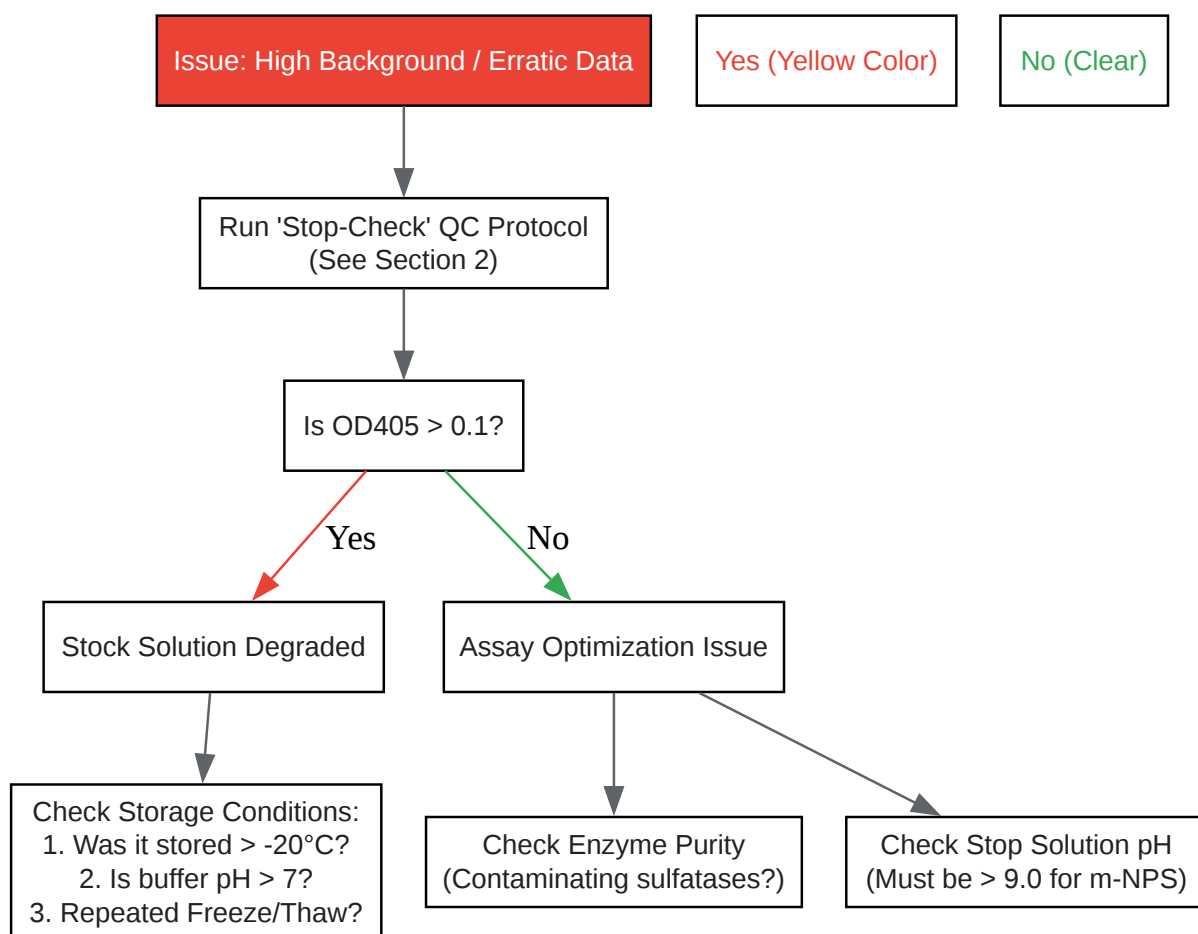 Issue: High Background / Erratic Data
Yes (Yellow Color)
No (Clear)
Run 'Stop-Check' QC Protocol
(See Section 2)
Is OD405 > 0.1?
Yes
No
Stock Solution Degraded
Assay Optimization Issue
Check Storage Conditions:
1. Was it stored > -20°C?
2. Is buffer pH > 7?
3. Repeated Freeze/Thaw?
Check Enzyme Purity
(Contaminating sulfatases?)
Check Stop Solution pH
(Must be > 9.0 for m-NPS)